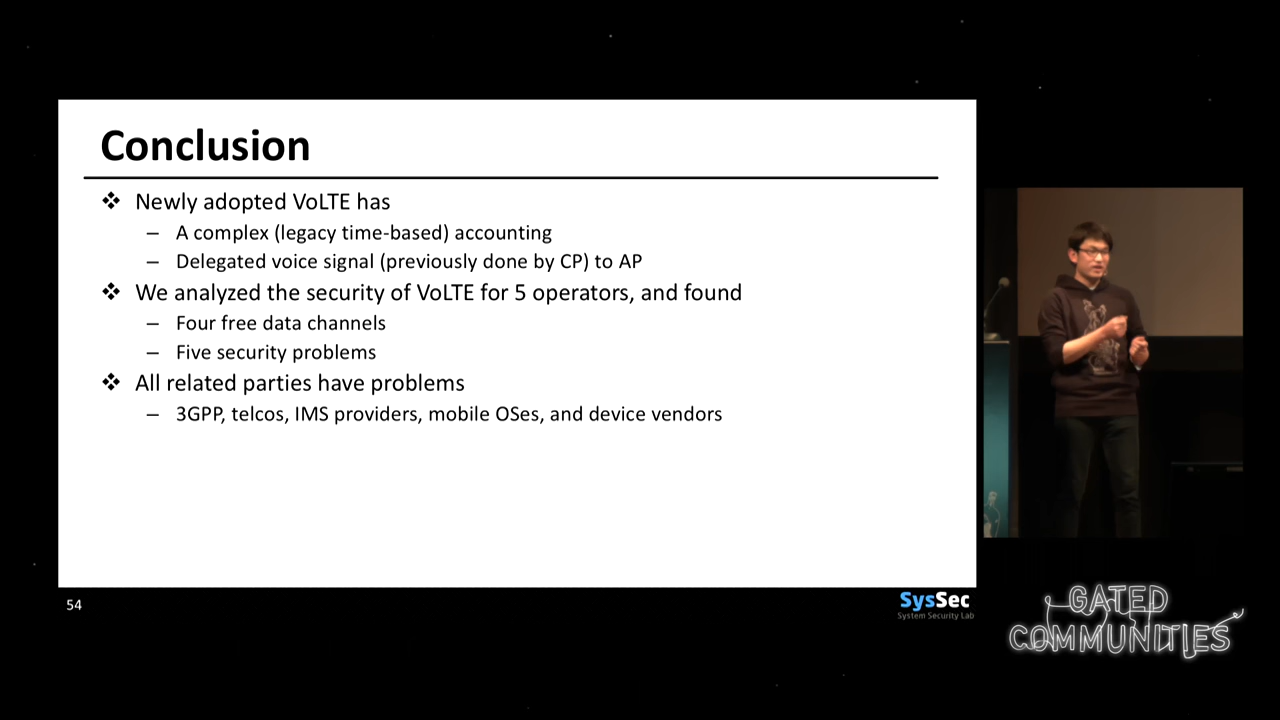 Conclusion
❖ Newly adopted VoLTE has
– A complex (legacy time-based) accounting
– Delegated voice signal (previously done by CP) to AP
❖ We analyzed the security of VoLTE for 5 operators, and found
– Four free data channels
– Five security problems
❖ All related parties have problems
– 3GPP, telcos, IMS providers, mobile OSes, and device vendors
54
SysSec
System Security Lab
GATED
COMMUNITIES